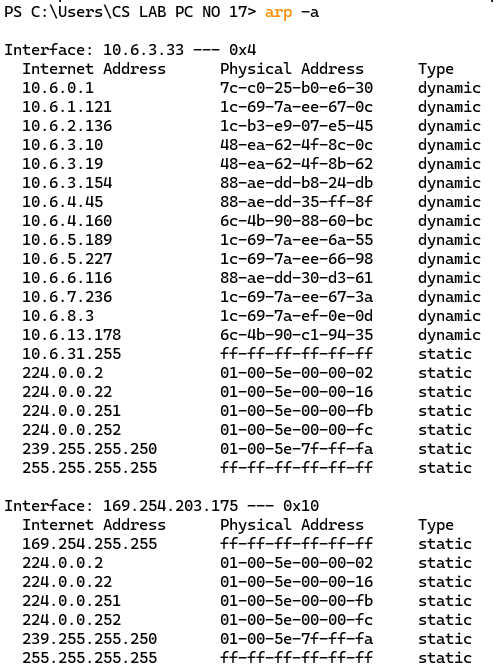 PS C:\Users\CS LAB PC NO 17> arp -a
Interface: 10.6.3.33 --- 0x4
Internet Address Physical Address Type
10.6.0.1 7c-c0-25-b0-e6-30 dynamic
10.6.1.121 1c-69-7a-ee-67-0c dynamic
10.6.2.136 1c-b3-e9-07-e5-45 dynamic
10.6.3.10 48-ea-62-4f-8c-0c dynamic
10.6.3.19 48-ea-62-4f-8b-62 dynamic
10.6.3.154 88-ae-dd-b8-24-db dynamic
10.6.4.45 88-ae-dd-35-ff-8f dynamic
10.6.4.160 6c-4b-90-88-60-bc dynamic
10.6.5.189 1c-69-7a-ee-6a-55 dynamic
10.6.5.227 1c-69-7a-ee-66-98 dynamic
10.6.6.116 88-ae-dd-30-d3-61 dynamic
10.6.7.236 1c-69-7a-ee-67-3a dynamic
10.6.8.3 1c-69-7a-ef-0e-0d dynamic
10.6.13.178 6c-4b-90-c1-94-35 dynamic
10.6.31.255 ff-ff-ff-ff-ff-ff static
224.0.0.2 01-00-5e-00-00-02 static
224.0.0.22 01-00-5e-00-00-16 static
224.0.0.251 01-00-5e-00-00-fb static
224.0.0.252 01-00-5e-00-00-fc static
239.255.255.250 01-00-5e-7f-ff-fa static
255.255.255.255 ff-ff-ff-ff-ff-ff static
Interface: 169.254.203.175 --- 0x10
Internet Address Physical Address Type
169.254.255.255 ff-ff-ff-ff-ff-ff static
224.0.0.2 01-00-5e-00-00-02 static
224.0.0.22 01-00-5e-00-00-16 static
224.0.0.251 01-00-5e-00-00-fb static
224.0.0.252 01-00-5e-00-00-fc static
239.255.255.250 01-00-5e-7f-ff-fa static
255.255.255.255 ff-ff-ff-ff-ff-ff static